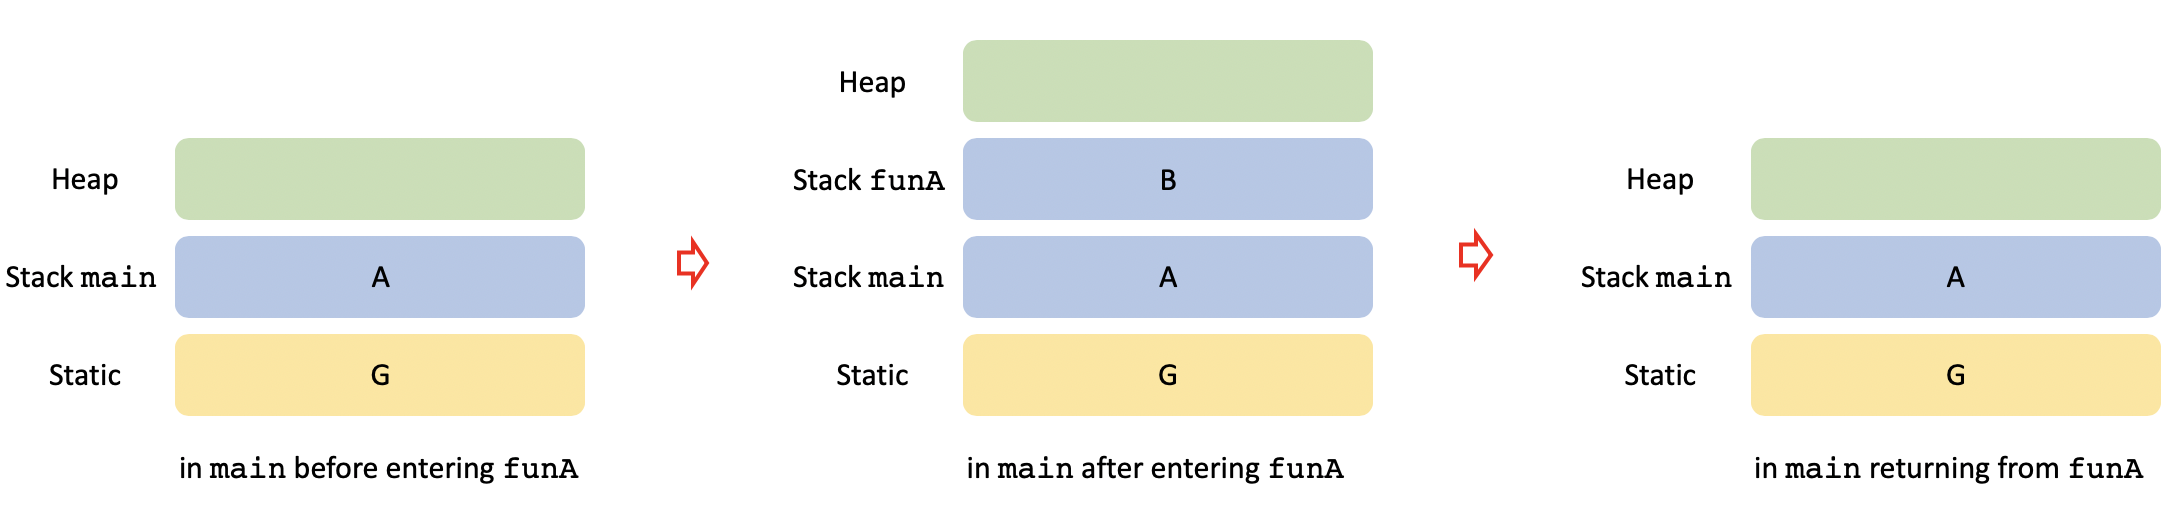 Heap
Stack main
A
Static
G
in main before entering funA
Heap
Stack funA
B
Stack main
A
Static
G
in main after entering funA
Heap
Stack main
A
Static
G
in main returning from funA